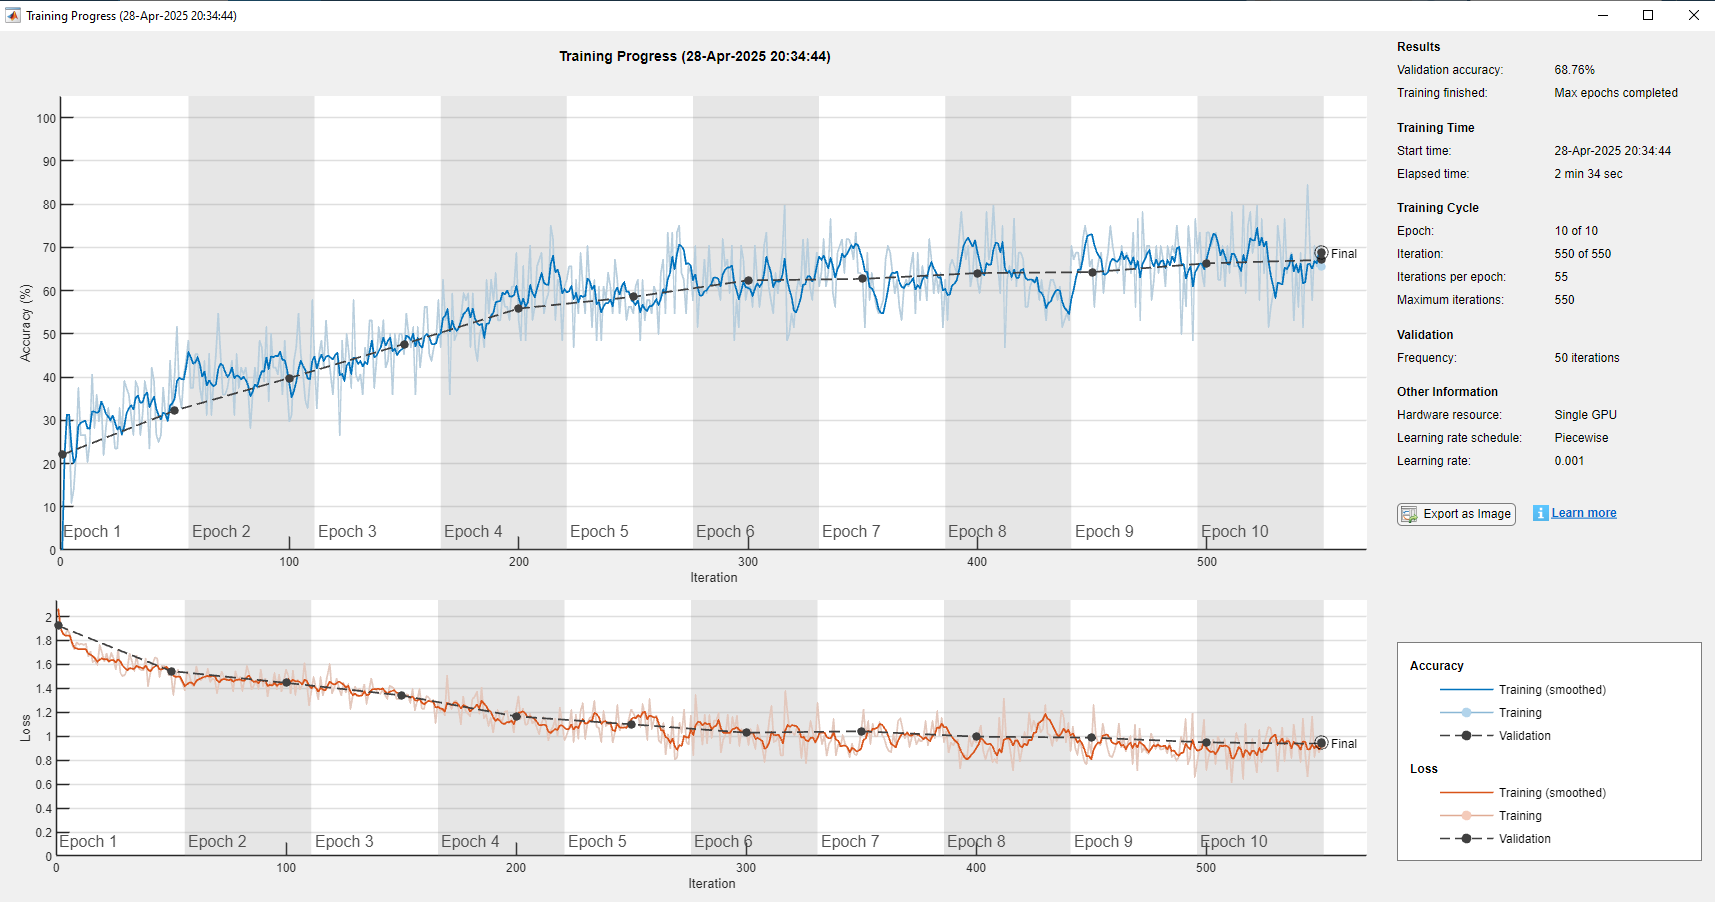 Training Progress (28-Apr-2025 20:34:44)
Training Progress (28-Apr-2025 20:34:44)
Accuracy (%)
100
90
80
70
60
50
40
30
20
10
0
Final
Epoch 1 Epoch 2 Epoch 3 Epoch 4 Epoch 5 Epoch 6 Epoch 7 Epoch 8 Epoch 9 Epoch 10
0 100 200 300 400 500
Iteration
Loss
2
1.8
1.6
1.4
1.2
1
0.8
0.6
0.4
0.2
0
Final
Epoch 1 Epoch 2 Epoch 3 Epoch 4 Epoch 5 Epoch 6 Epoch 7 Epoch 8 Epoch 9 Epoch 10
0 100 200 300 400 500
Iteration
Results
Validation accuracy: 68.76%
Training finished: Max epochs completed
Training Time
Start time: 28-Apr-2025 20:34:44
Elapsed time: 2 min 34 sec
Training Cycle
Epoch: 10 of 10
Iteration: 550 of 550
Iterations per epoch: 55
Maximum iterations: 550
Validation
Frequency: 50 iterations
Other Information
Hardware resource: Single GPU
Learning rate schedule: Piecewise
Learning rate: 0.001
Export as Image Learn more
Accuracy
Training (smoothed)
Training
Validation
Loss
Training (smoothed)
Training
Validation